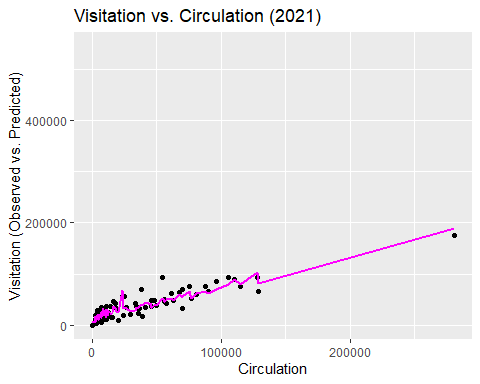 Visitation vs. Circulation (2021)
Visitation (Observed vs. Predicted)
400000
200000
0
0
100000
200000
Circulation